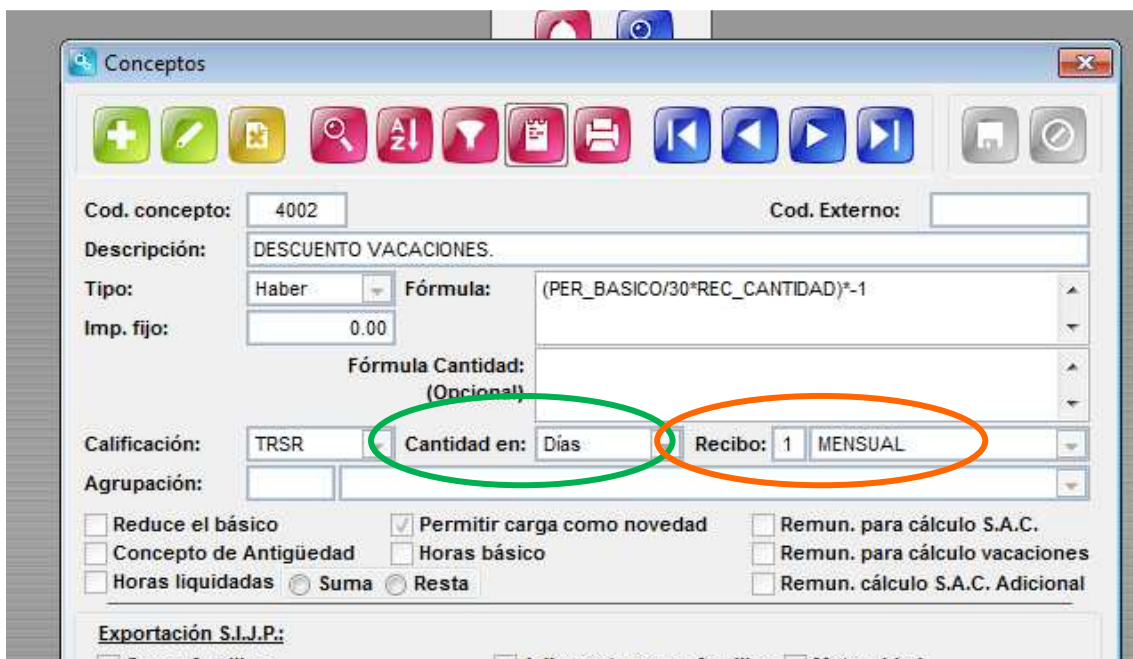 Conceptos
Cod. concepto: 4002 Cod. Externo:
Descripción: DESCUENTO VACACIONES.
Tipo: Haber Fórmula: (PER_BASICO/30*REC_CANTIDAD)*-1
Imp. fijo: 0.00
Fórmula Cantidad:
(Opcional)
Calificación: TRSR Cantidad en: Días Recibo: 1 MENSUAL
Agrupación:
Reduce el básico Permitir carga como novedad Remun. para cálculo S.A.C.
Concepto de Antigüedad Horas básico Remun. para cálculo vacaciones
Horas liquidadas Suma Resta Remun. cálculo S.A.C. Adicional
Exportación S.I.J.P.: